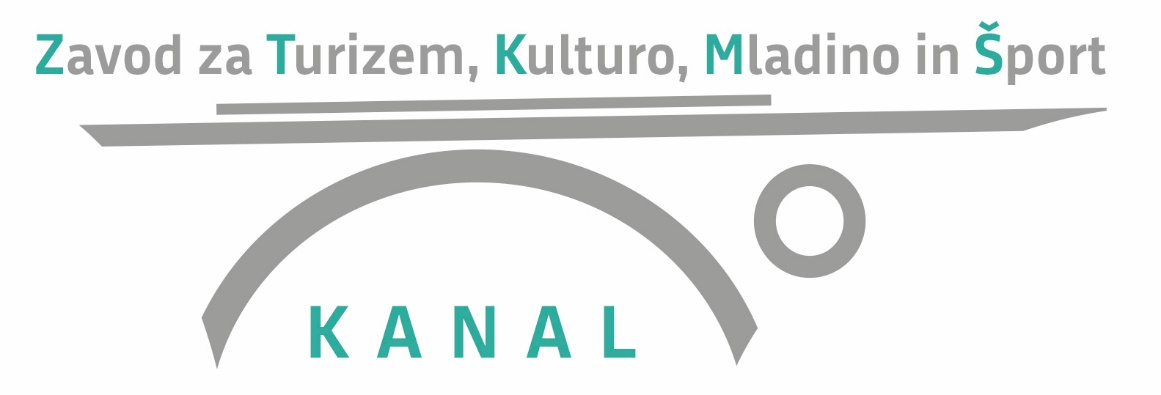 Zavod za Turizem, Kulturo, Mladino in Šport
KANAL